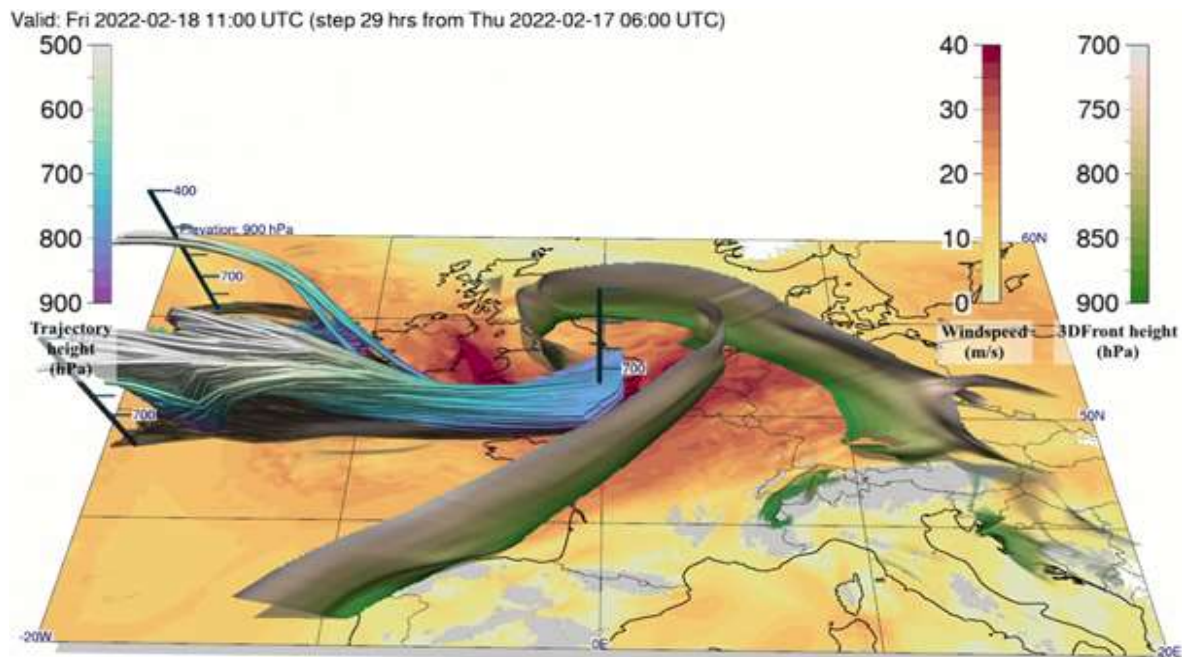 Valid: Fri 2022-02-18 11:00 UTC (step 29 hrs from Thu 2022-02-17 06:00 UTC)
500
600
700
800
900
Trajectory
height
(hPa)
40
30
20
10
0
Windspeed
(m/s)
700
750
800
850
900
3DFront height
(hPa)
400
Elevation: 900 hPa
700
60N
700
700
50N
-20W
0E
20E